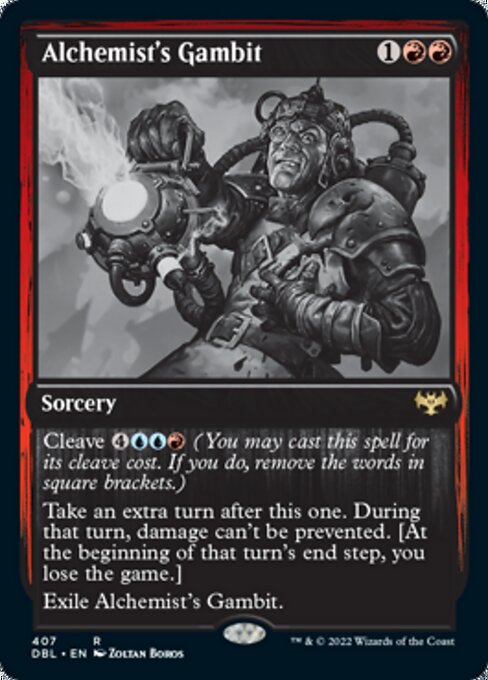 Alchemist's Gambit 1
Sorcery
Cleave 4 (You may cast this spell for
its cleave cost. If you do, remove the words in
square brackets.)
Take an extra turn after this one. During
that turn, damage can't be prevented. [At
the beginning of that turn's end step, you
lose the game.]
Exile Alchemist's Gambit.
407 R
DBL • EN Zoltan Boros
™ & © 2022 Wizards of the Coast